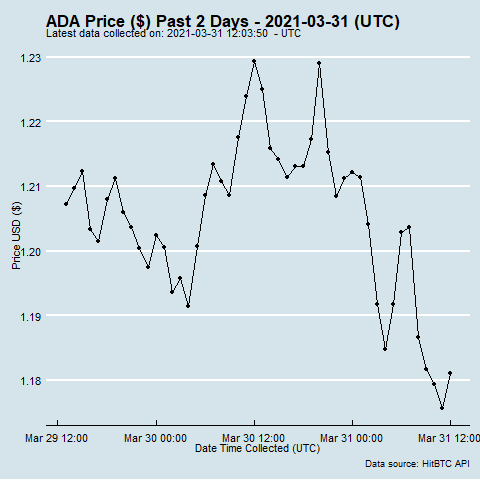 ADA Price ($) Past 2 Days - 2021-03-31 (UTC)
Latest data collected on: 2021-03-31 12:03:50  - UTC
1.23
1.22
1.21
1.20
1.19
1.18
Price USD ($)
Mar 29 12:00
Mar 30 00:00
Mar 30 12:00
Mar 31 00:00
Mar 31 12:00
Date Time Collected (UTC)
Data source: HitBTC API